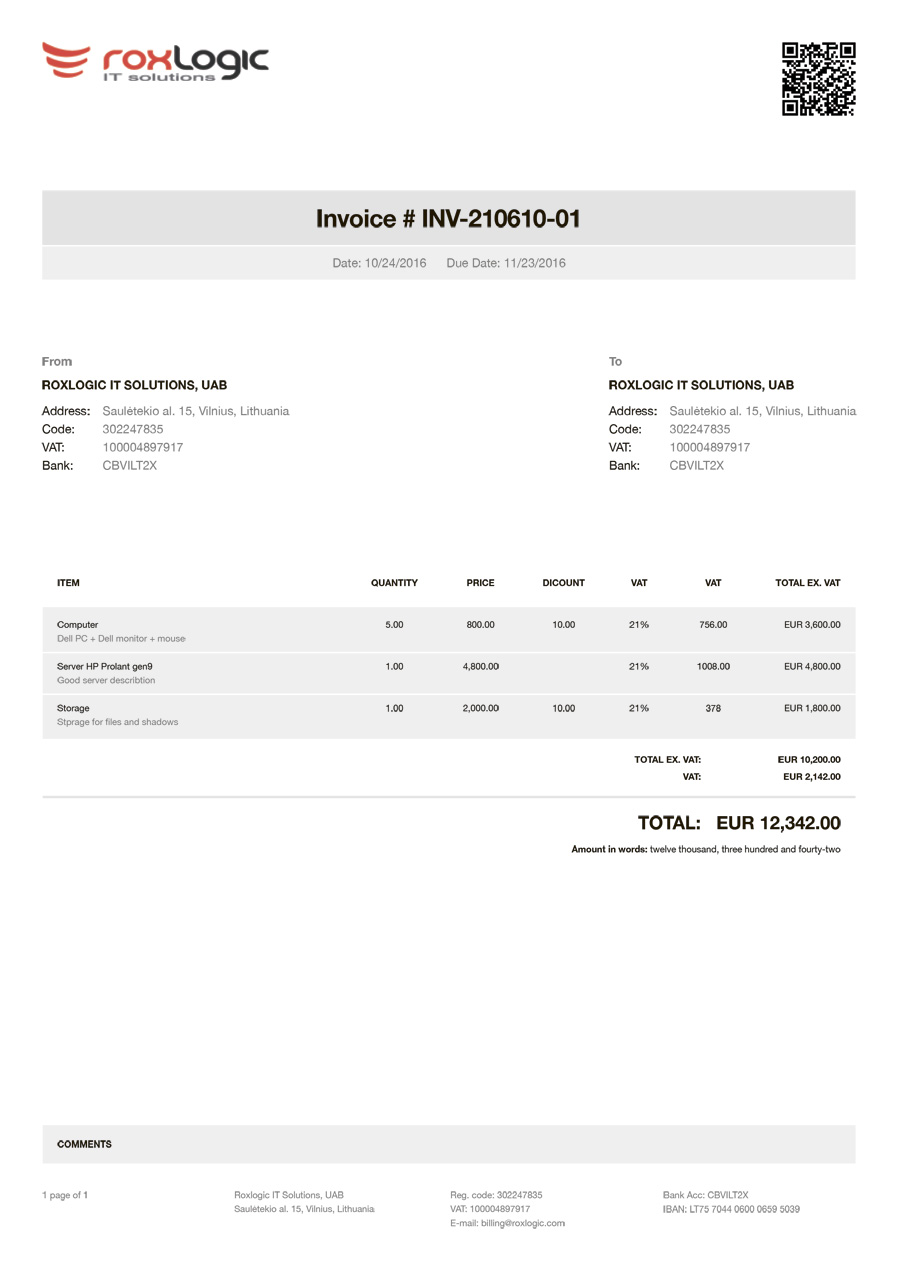 roxLogic
IT solutions
Invoice # INV-210610-01
Date: 10/24/2016 Due Date: 11/23/2016
From
ROXLOGIC IT SOLUTIONS, UAB
Address: Saulėtekio al. 15, Vilnius, Lithuania
Code: 302247835
VAT: 100004897917
Bank: CBVILT2X
To
ROXLOGIC IT SOLUTIONS, UAB
Address: Saulėtekio al. 15, Vilnius, Lithuania
Code: 302247835
VAT: 100004897917
Bank: CBVILT2X
ITEM QUANTITY PRICE DICOUNT VAT VAT TOTAL EX. VAT
Computer 5.00 800.00 10.00 21% 756.00 EUR 3,600.00
Dell PC + Dell monitor + mouse
Server HP Prolant gen9 1.00 4,800.00 21% 1008.00 EUR 4,800.00
Good server describtion
Storage 1.00 2,000.00 10.00 21% 378 EUR 1,800.00
Stprage for files and shadows
TOTAL EX. VAT: EUR 10,200.00
VAT: EUR 2,142.00
TOTAL: EUR 12,342.00
Amount in words: twelve thousand, three hundred and fourty-two
COMMENTS
1 page of 1
Roxlogic IT Solutions, UAB
Saulėtekio al. 15, Vilnius, Lithuania
Reg. code: 302247835
VAT: 100004897917
E-mail: billing@roxlogic.com
Bank Acc: CBVILT2X
IBAN: LT75 7044 0600 0659 5039